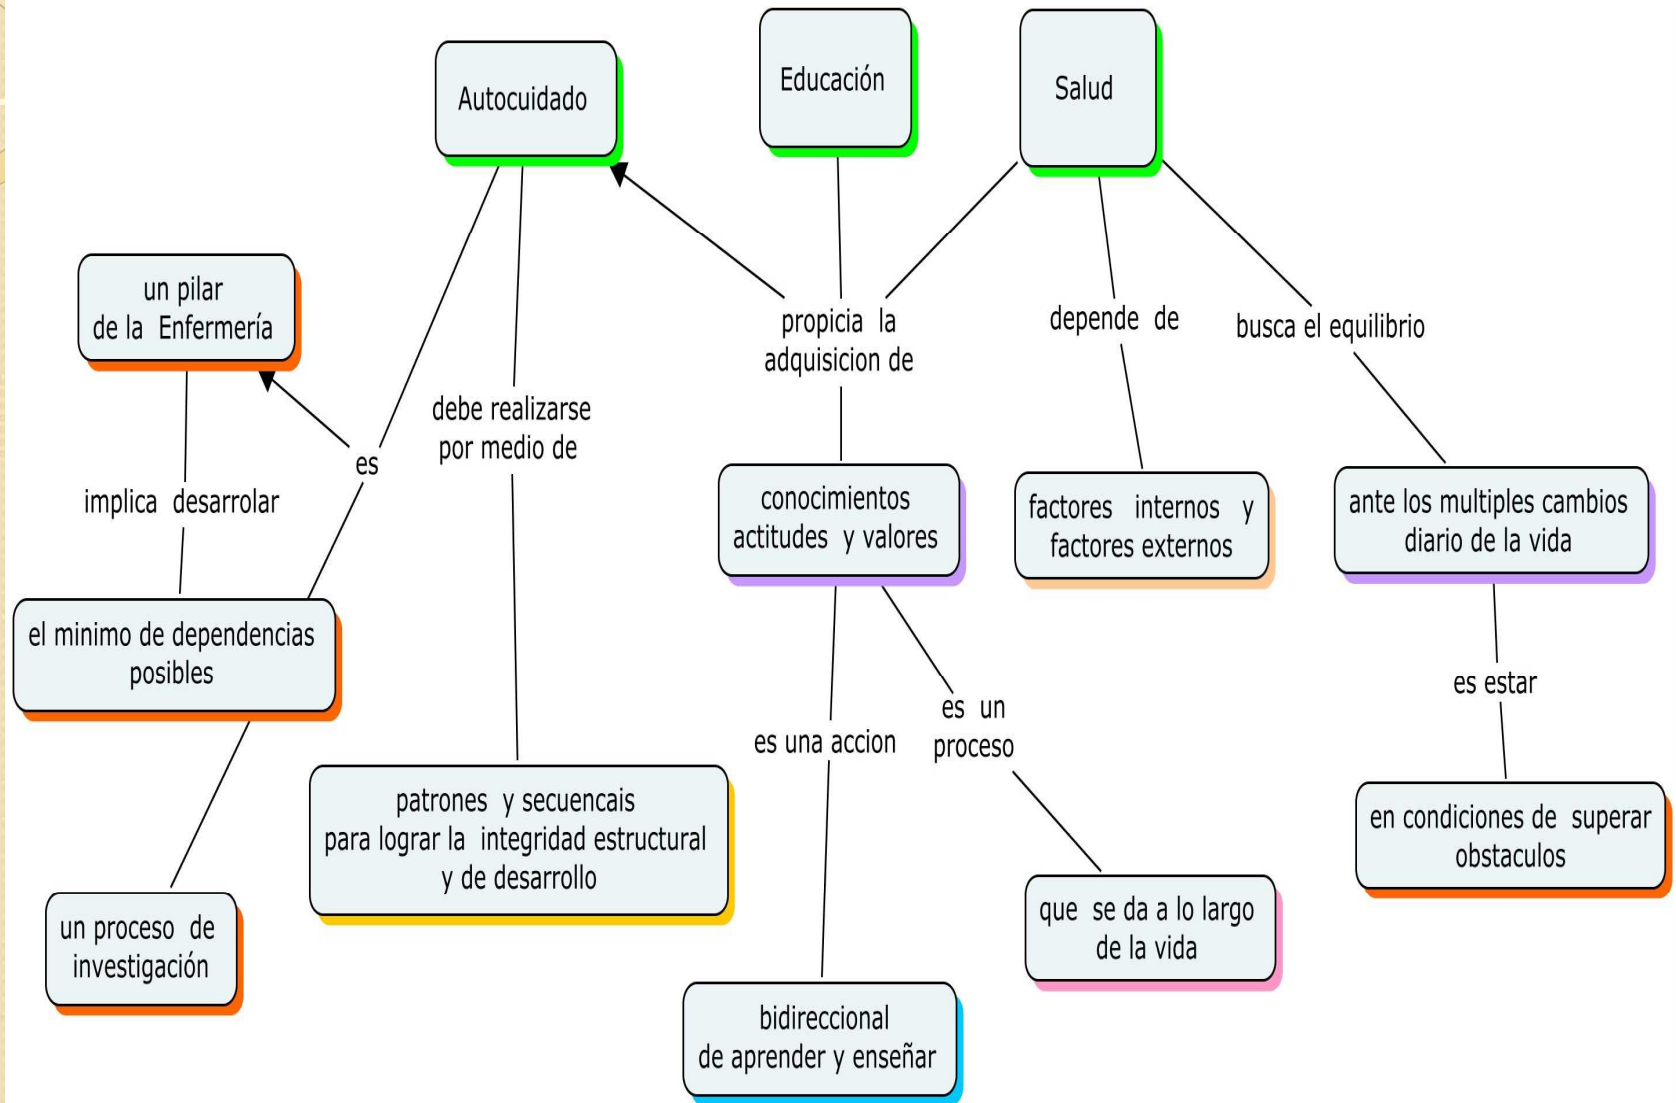 Autocuidado
Educación
Salud
un pilar
de la Enfermería
propicia la
adquisicion de
depende de
busca el equilibrio
es
debe realizarse
por medio de
implica desarrolar
conocimientos
actitudes y valores
factores internos y
factores externos
ante los multiples cambios
diario de la vida
el minimo de dependencias
posibles
es una accion
es un
proceso
es estar
patrones y secuencais
para lograr la integridad estructural
y de desarrollo
en condiciones de superar
obstaculos
un proceso de
investigación
que se da a lo largo
de la vida
bidireccional
de aprender y enseñar